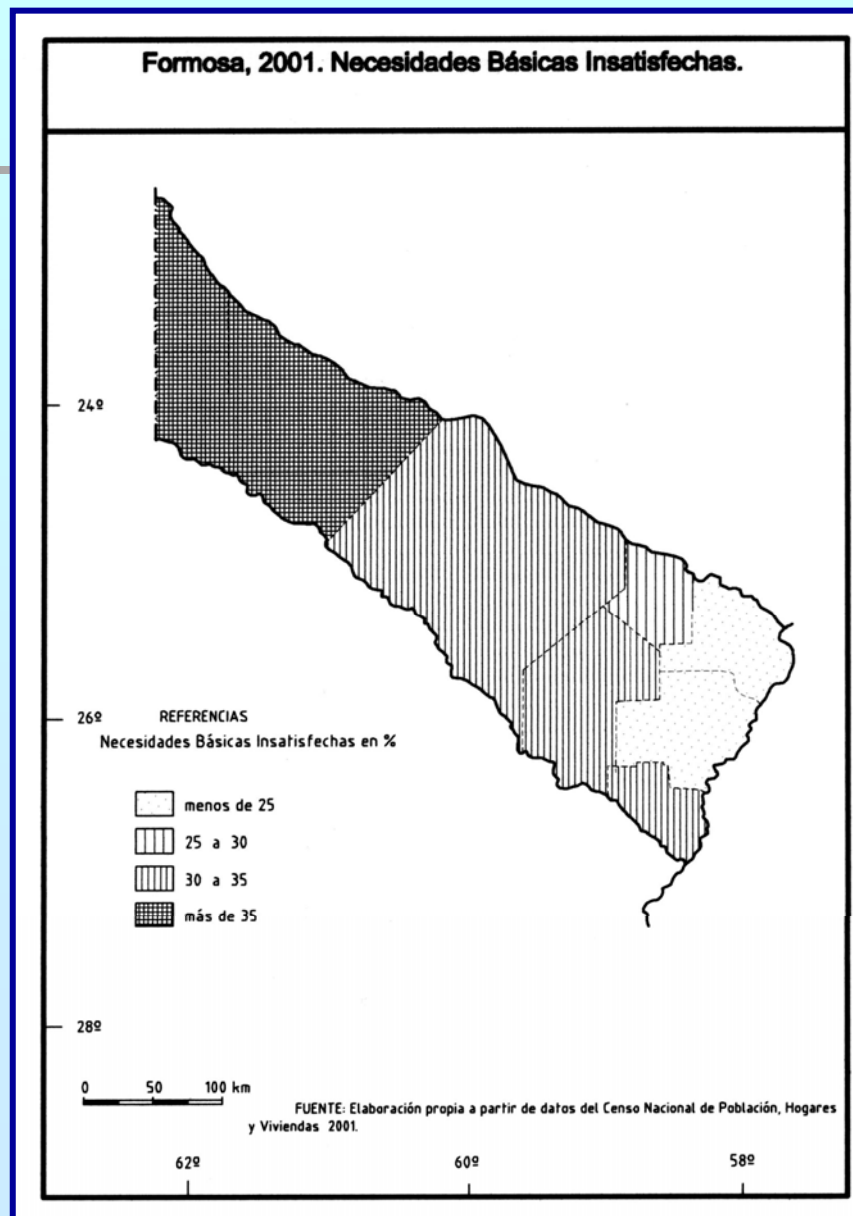 Formosa, 2001. Necesidades Básicas Insatisfechas.
24º
26º
REFERENCIAS
Necesidades Básicas Insatisfechas en %
menos de 25
25 a 30
30 a 35
más de 35
28º
0 50 100 km
FUENTE: Elaboración propia a partir de datos del Censo Nacional de Población, Hogares
y Viviendas 2001.
62º 60º 58º